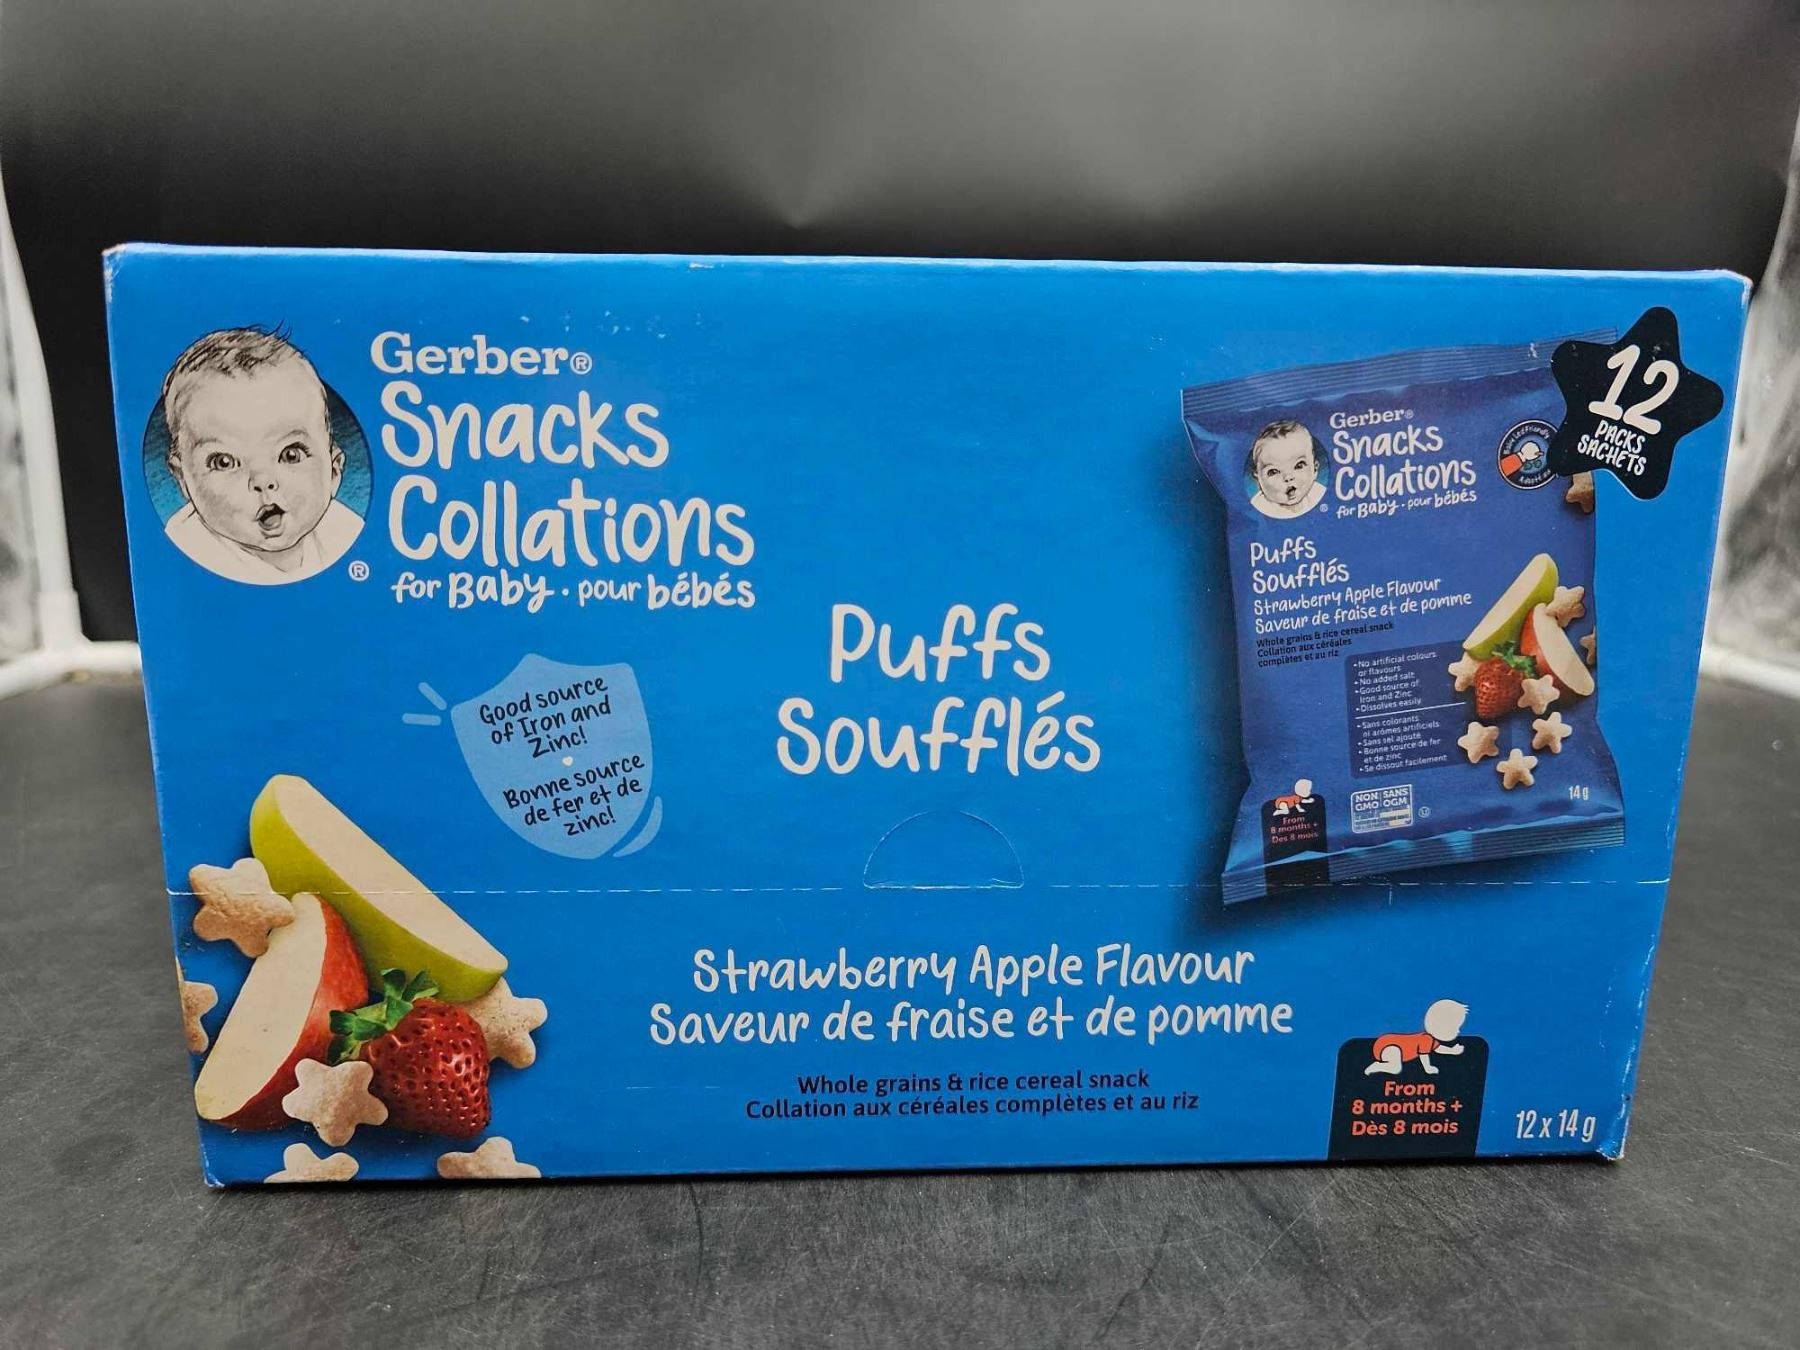 Gerber®
Snacks
Collations
for Baby · pour bébés
®
Good source
of Iron and
Zinc!
Bonne source
de fer et de
zinc!
Puffs
Soufflés
Strawberry Apple Flavour
Saveur de fraise et de pomme
Whole grains & rice cereal snack
Collation aux céréales complètes et au riz
12
PACKS
SACHETS
Gerber®
Snacks
Collations
for Baby · pour bébés
®
Puffs
Soufflés
Strawberry Apple Flavour
Saveur de fraise et de pomme
Whole grains & rice cereal snack
Collation aux céréales
complètes et au riz
•No artificial colours
or flavours
•No added salt
•Good source of
Iron and Zinc
•Dissolves easily
•Sans colorants
ni arômes artificiels
•Sans sel ajouté
•Bonne source de fer
et de zinc
•Se dissout facilement
From
8 months +
Dès 8 mois
NON SANS
GMO OGM
14 g
From
8 months +
Dès 8 mois
12 x 14 g